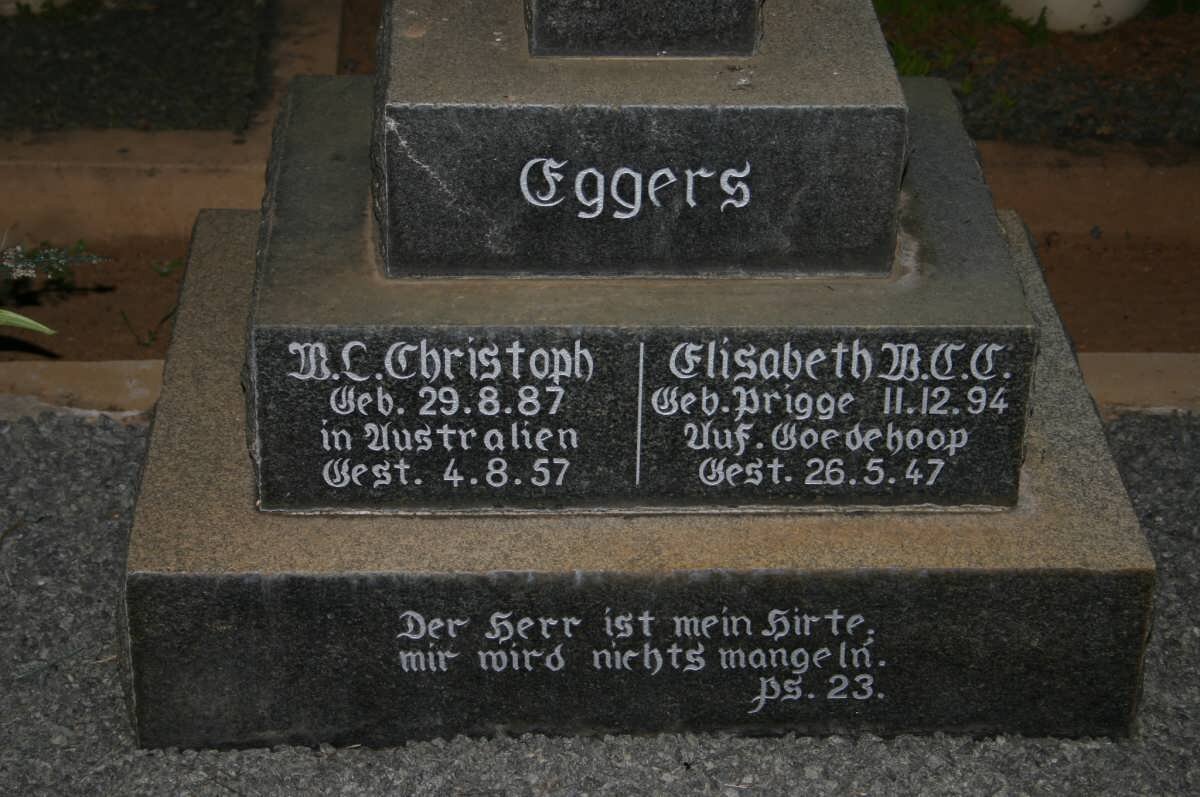 Eggers
W.L. Christoph
Geb. 29.8.87
in Australien
Gest. 4.8.57
Elisabeth W.C.C.
Geb. Prigge 11.12.94
Auf. Goedehoop
Gest. 26.5.47
Der Herr ist mein Hirte,
mir wird nichts mangeln.
Ps. 23.